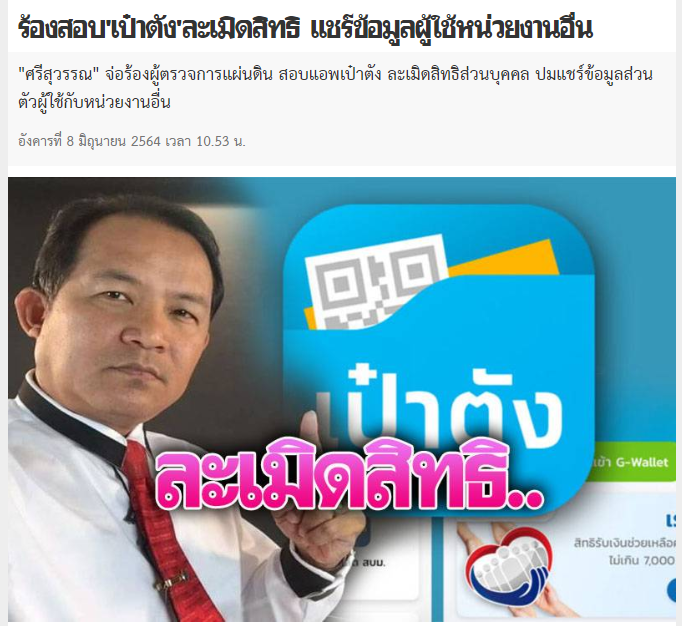 ร้องสอบ'เป๋าตัง'ละเมิดสิทธิ แชร์ข้อมูลผู้ใช้หน่วยงานอื่น
"ศรีสุวรรณ" จ่อร้องผู้ตรวจการแผ่นดิน สอบแอพเป๋าตัง ละเมิดสิทธิส่วนบุคคล ปมแชร์ข้อมูลส่วน
ตัวผู้ใช้กับหน่วยงานอื่น
อังคารที่ 8 มิถุนายน 2564 เวลา 10.53 น.
เป๋าตัง
ละเมิดสิทธิ..
เข้า G-Wallet
สิทธิรับเงินช่วยเหลือ
ไม่เกิน 7,000
สบม.